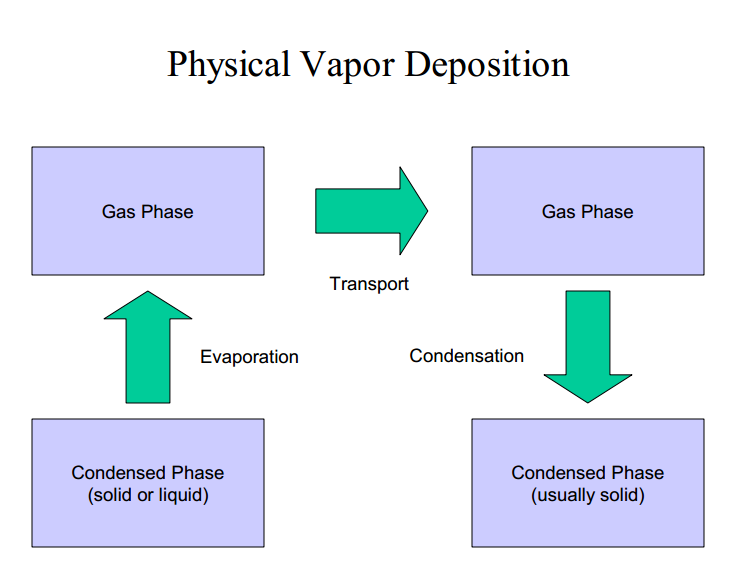 Physical Vapor Deposition
Gas Phase
Gas Phase
Transport
Evaporation
Condensation
Condensed Phase
(solid or liquid)
Condensed Phase
(usually solid)